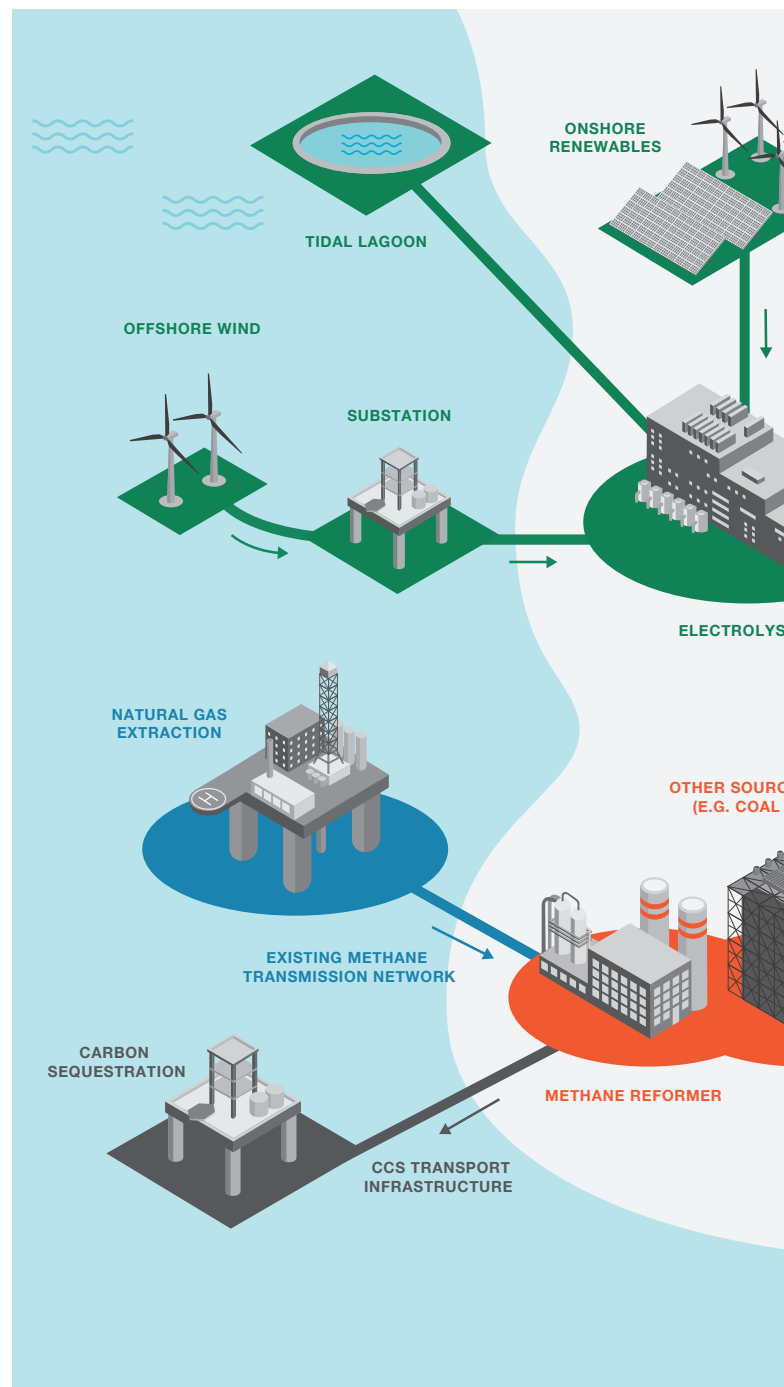 ONSHORE
RENEWABLES
TIDAL LAGOON
OFFSHORE WIND
SUBSTATION
ELECTROLYS
NATURAL GAS
EXTRACTION
OTHER SOURC
(E.G. COAL
H
EXISTING METHANE
TRANSMISSION NETWORK
CARBON
SEQUESTRATION
METHANE REFORMER
CCS TRANSPORT
INFRASTRUCTURE